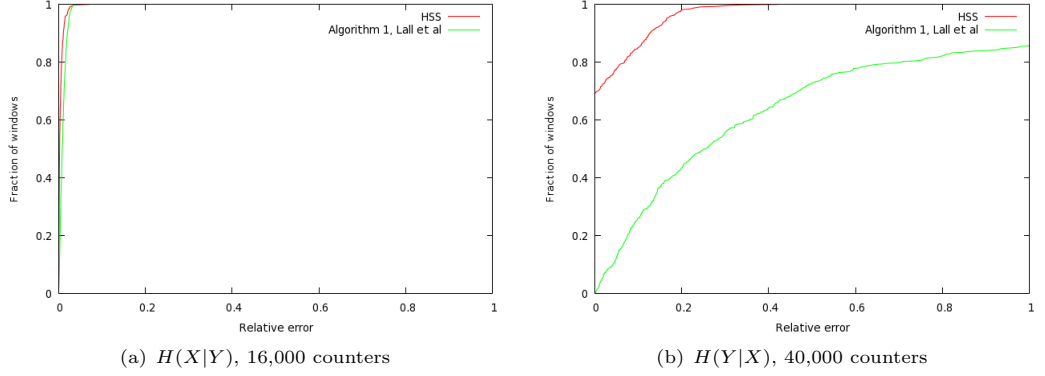 1
0.8
0.6
0.4
0.2
0
0
0.2
0.4
0.6
0.8
1
Fraction of windows
Relative error
HSS
Algorithm 1, Lall et al
(a) H(X|Y), 16,000 counters
1
0.8
0.6
0.4
0.2
0
0
0.2
0.4
0.6
0.8
1
Fraction of windows
Relative error
HSS
Algorithm 1, Lall et al
(b) H(Y|X), 40,000 counters